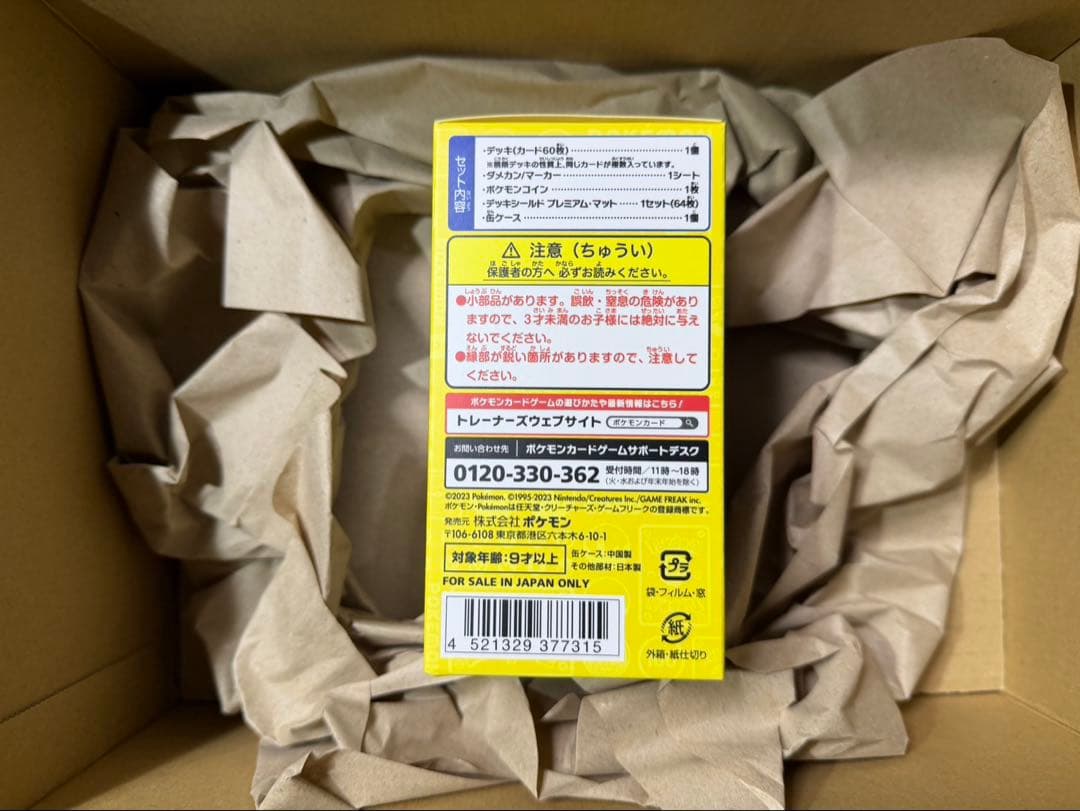 セット内容
・デッキ(カード60枚) 1個
※構築デッキの性質上、同じカードが複数入っています。
・ダメカン/マーカー 1シート
・ポケモンコイン 1枚
・デッキシールド プレミアム・マット 1セット(64枚)
・缶ケース 1個
⚠ 注意(ちゅうい)
保護者の方へ 必ずお読みください。
●小部品があります。誤飲・窒息の危険があり
ますので、3才未満のお子様には絶対に与え
ないでください。
●縁部が鋭い箇所がありますので、注意して
ください。
ポケモンカードゲームの遊びかたや最新情報はこちら!
トレーナーズウェブサイト ポケモンカード
お問い合わせ先 ポケモンカードゲームサポートデスク
0120-330-362 受付時間/11時〜18時
(火・水および年末年始を除く)
©2023 Pokémon. ©1995-2023 Nintendo/Creatures Inc./GAME FREAK inc.
ポケモン・Pokémonは任天堂・クリーチャーズ・ゲームフリークの登録商標です。
発売元 株式会社ポケモン
〒106-6108 東京都港区六本木6-10-1
対象年齢:9才以上
缶ケース:中国製
その他部材:日本製
FOR SALE IN JAPAN ONLY
プラ
袋・フィルム・窓
紙
外箱・紙仕切り
4 521329 377315